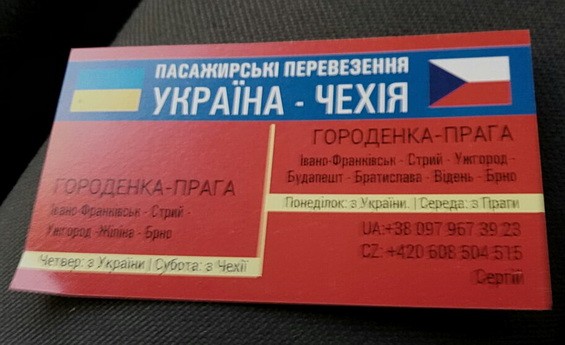 ПАСАЖИРСЬКІ ПЕРЕВЕЗЕННЯ
УКРАЇНА - ЧЕХІЯ
ГОРОДЕНКА-ПРАГА
Івано-Франківськ - Стрий -
Ужгород -Жіліна - Брно
Четвер: з України | Субота: з Чехії
ГОРОДЕНКА-ПРАГА
Івано-Франківськ - Стрий - Ужгород -
Будапешт - Братислава - Відень - Брно
Понеділок: з України. | Середа: з Праги
UA:+38 097 967 39 23
CZ: +420 608 504 515
Сергій